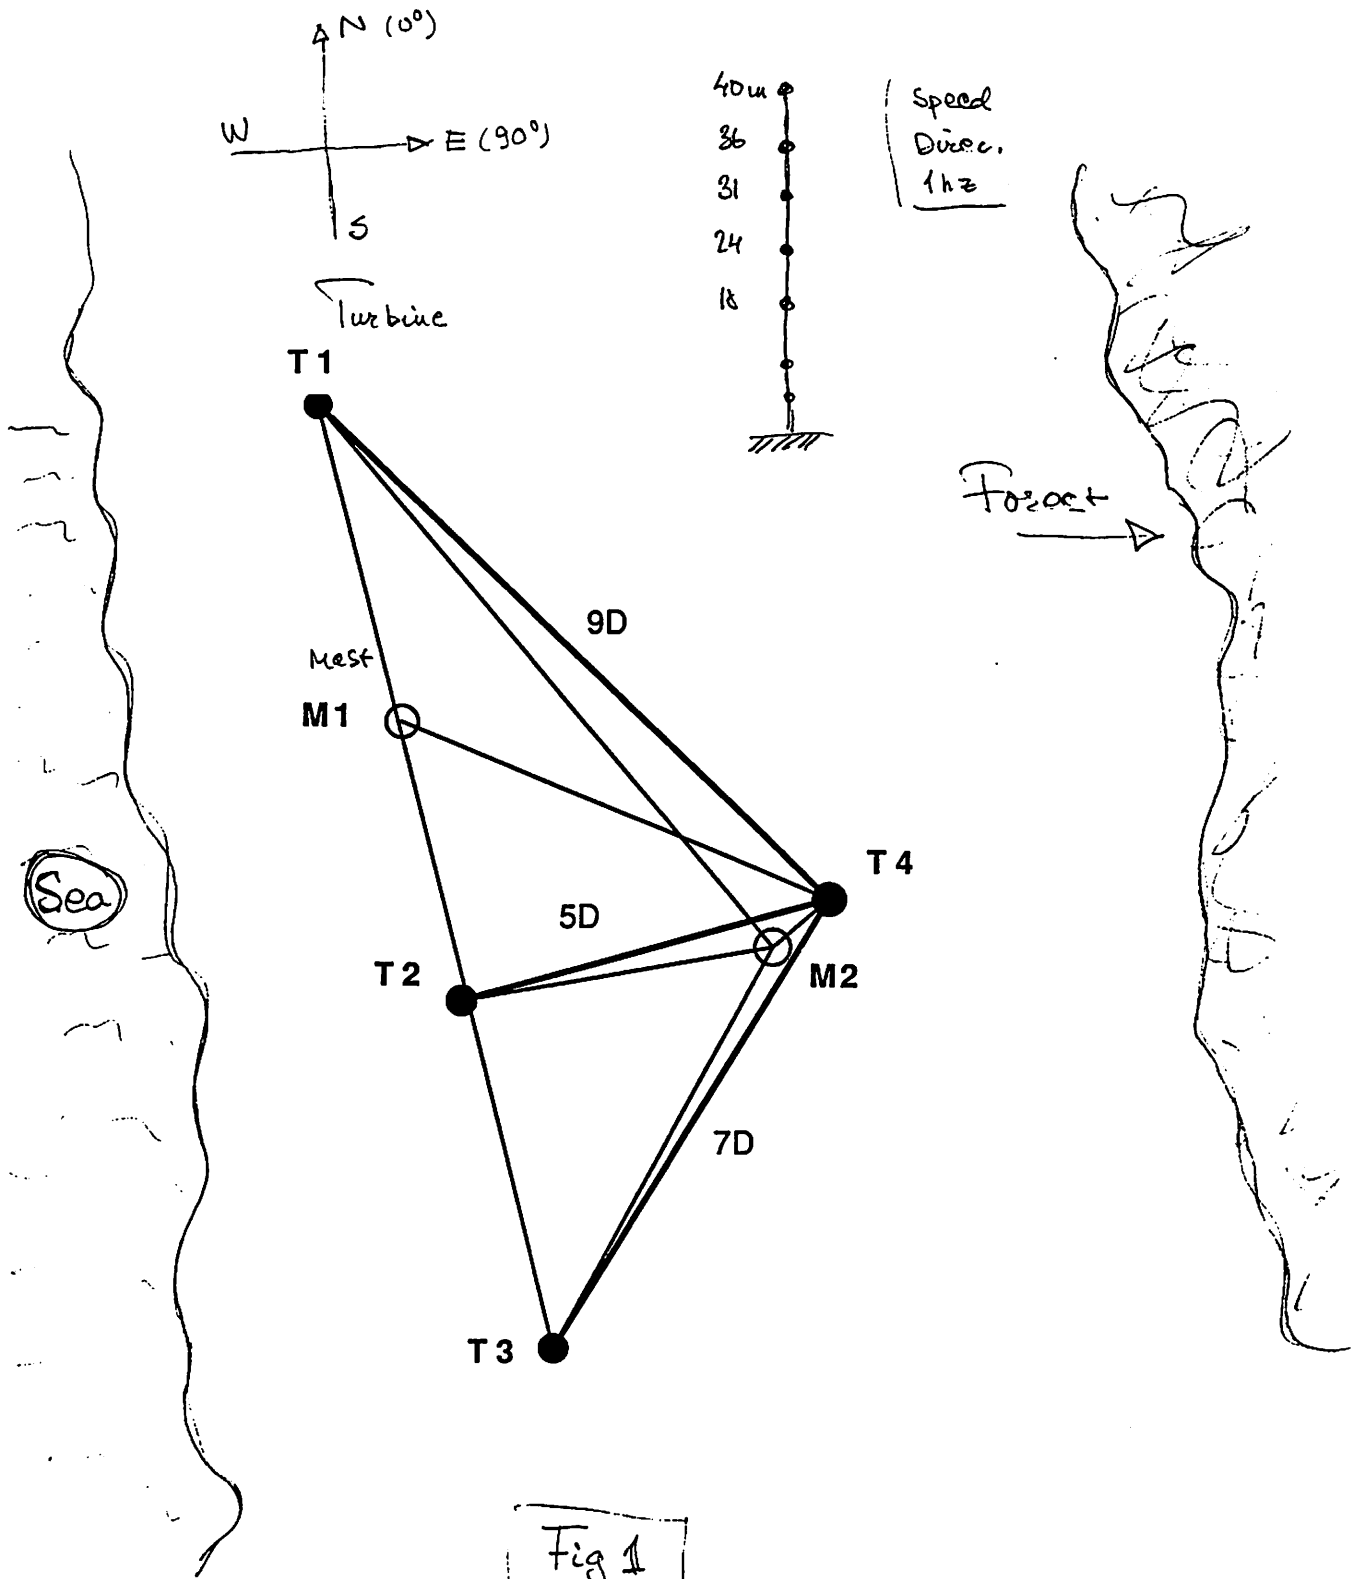 N (0°)
W
E (90°)
S
40m
36
31
24
18
Speed
Direc.
1hz
Turbine
T1
Forest
9D
Mast
M1
T4
Sea
5D
T2
M2
7D
T3
Fig 1